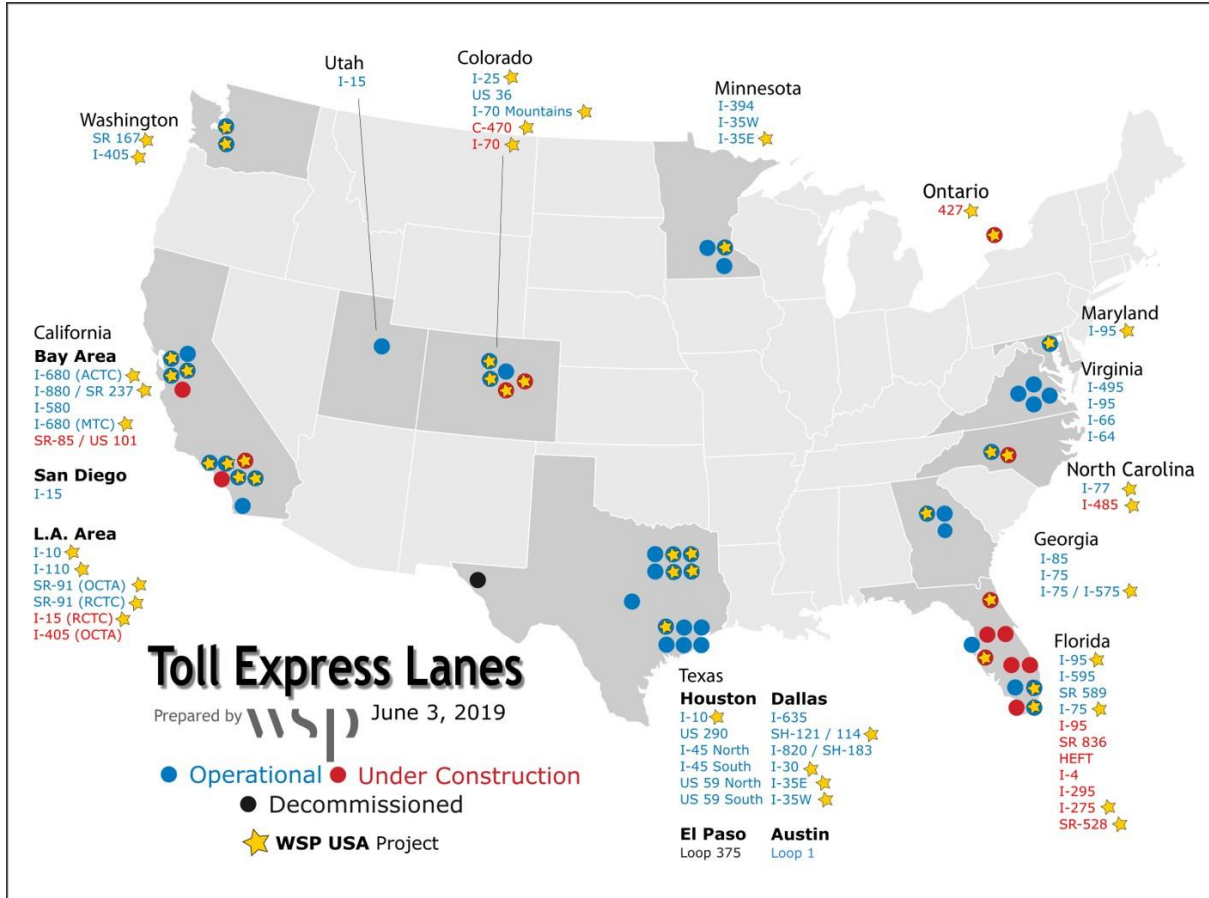 Utah
I-15
Colorado
I-25
US 36
I-70 Mountains
C-470
I-70
Minnesota
I-394
I-35W
I-35E
Washington
SR 167
I-405
Ontario
427
Maryland
I-95
Virginia
I-495
I-95
I-66
I-64
North Carolina
I-77
I-485
Georgia
I-85
I-75
I-75 / I-575
Florida
I-95
I-595
SR 589
I-75
I-95
SR 836
HEFT
I-4
I-295
I-275
SR-528
California
Bay Area
I-680 (ACTC)
I-880 / SR 237
I-580
I-680 (MTC)
SR-85 / US 101
San Diego
I-15
L.A. Area
I-10
I-110
SR-91 (OCTA)
SR-91 (RCTC)
I-15 (RCTC)
I-405 (OCTA)
Texas
Houston
I-10
US 290
I-45 North
I-45 South
US 59 North
US 59 South
Dallas
I-635
SH-121 / 114
I-820 / SH-183
I-30
I-35E
I-35W
El Paso
Loop 375
Austin
Loop 1
Toll Express Lanes
Prepared by wsp June 3, 2019
Operational Under Construction
Decommissioned
WSP USA Project